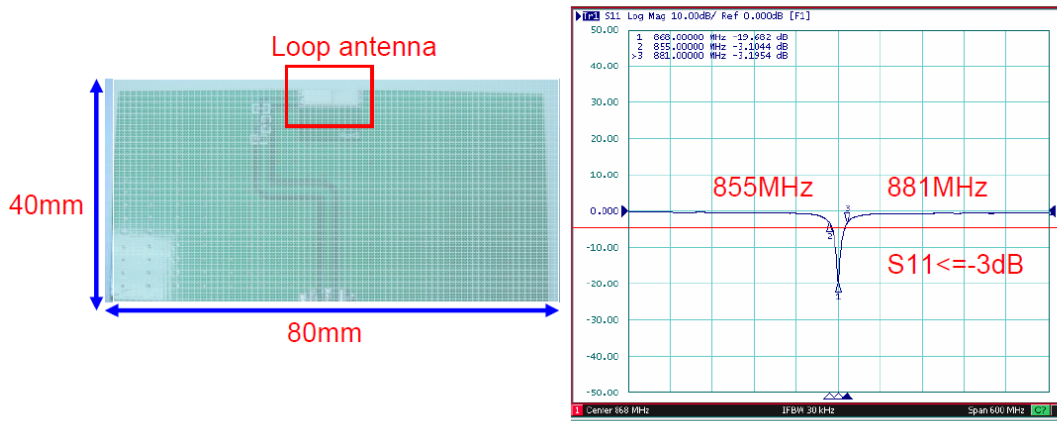 Loop antenna
40mm
80mm
Tr1 S11 Log Mag 10.00dB/ Ref 0.000dB [F1]
50.00
1 868.00000 MHz -19.682 dB
2 855.00000 MHz -3.1044 dB
>3 881.00000 MHz -3.1954 dB
40.00
30.00
20.00
10.00
855MHz 881MHz
0.000
-10.00
S11<=-3dB
-20.00
-30.00
-40.00
-50.00
1 Center 868 MHz IFBW 30 kHz Span 600 MHz C?